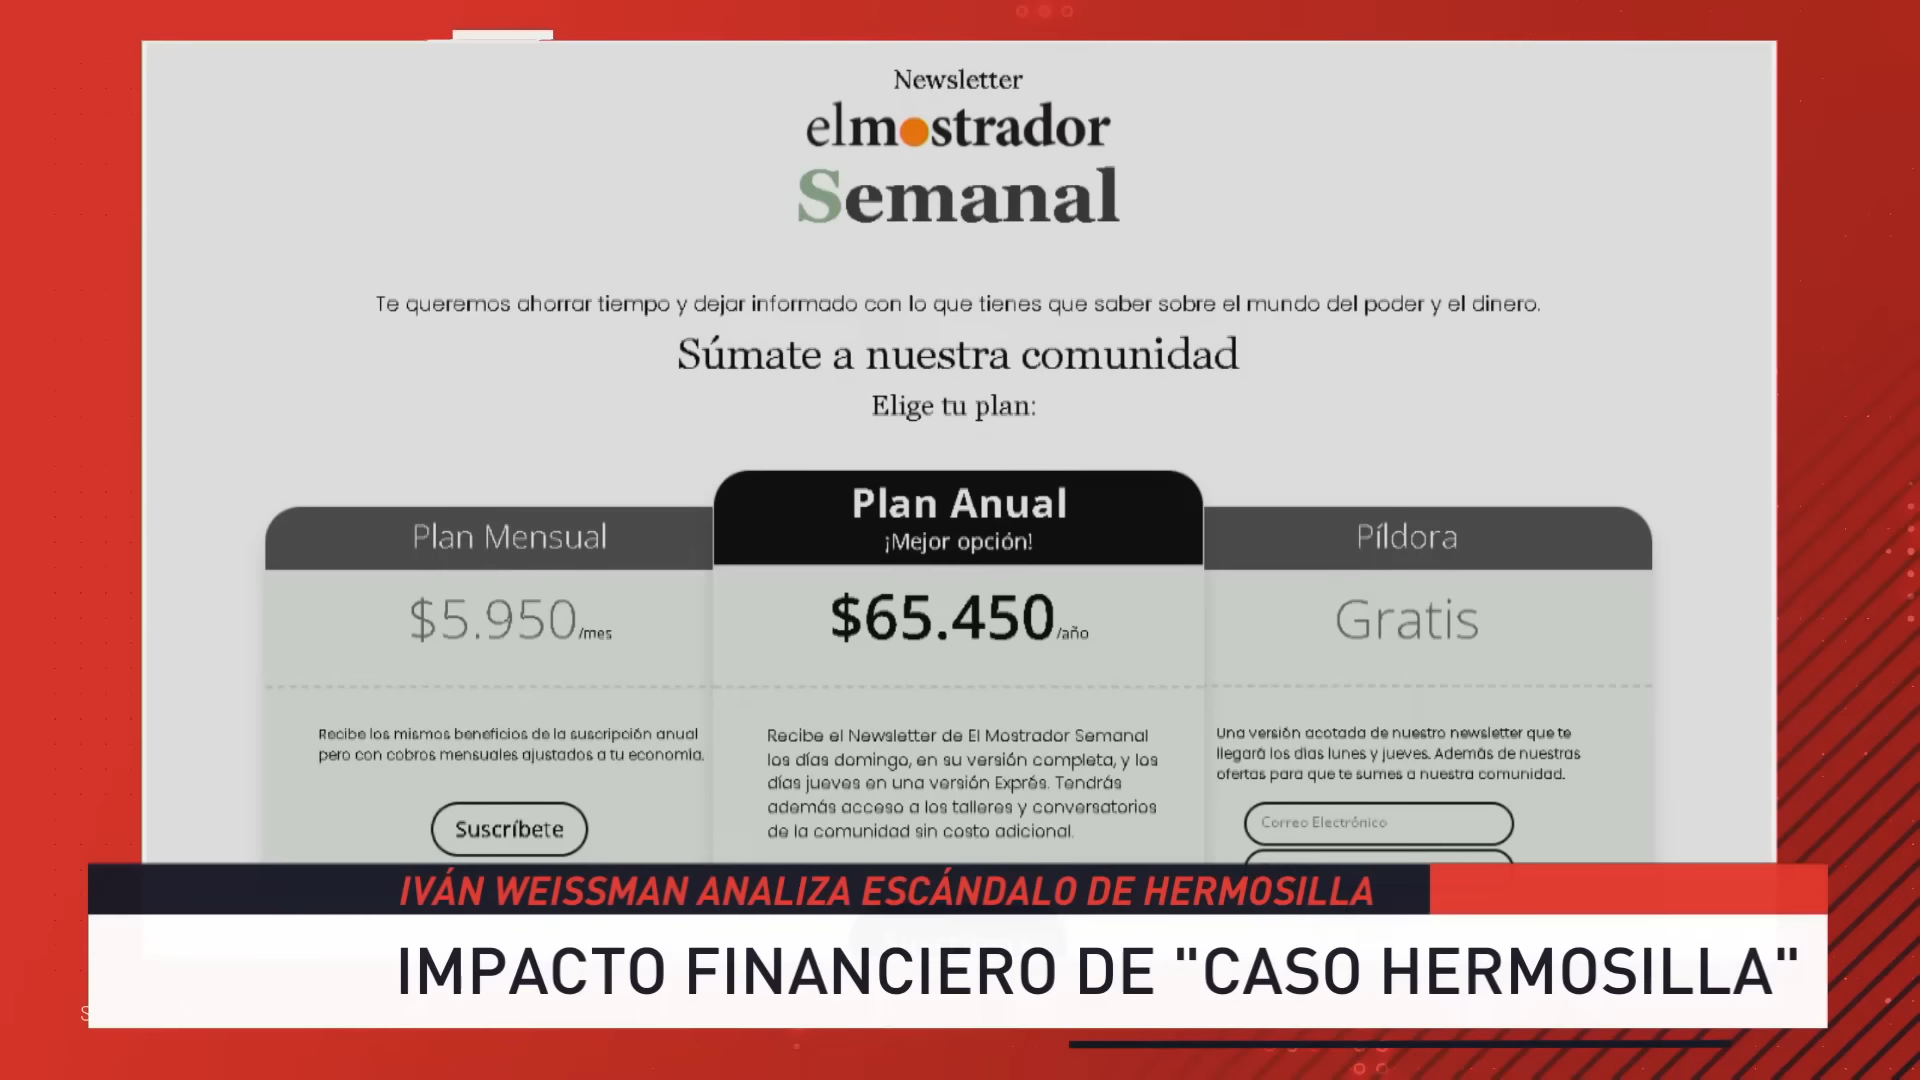 Newsletter
elmostrador
Semanal
Te queremos ahorrar tiempo y dejar informado con lo que tienes que saber sobre el mundo del poder y el dinero.
Súmate a nuestra comunidad
Elige tu plan:
Plan Mensual
$5.950/mes
Recibe los mismos beneficios de la suscripción anual
pero con cobros mensuales ajustados a tu economía.
Suscríbete
Plan Anual
¡Mejor opción!
$65.450/año
Recibe el Newsletter de El Mostrador Semanal
los días domingo, en su versión completa, y los
días jueves en una versión Exprés. Tendrás
además acceso a los talleres y conversatorios
de la comunidad sin costo adicional.
Píldora
Gratis
Una versión acotada de nuestro newsletter que te
llegará los días lunes y jueves. Además de nuestras
ofertas para que te sumes a nuestra comunidad.
Correo Electrónico
IVÁN WEISSMAN ANALIZA ESCÁNDALO DE HERMOSILLA
IMPACTO FINANCIERO DE "CASO HERMOSILLA"